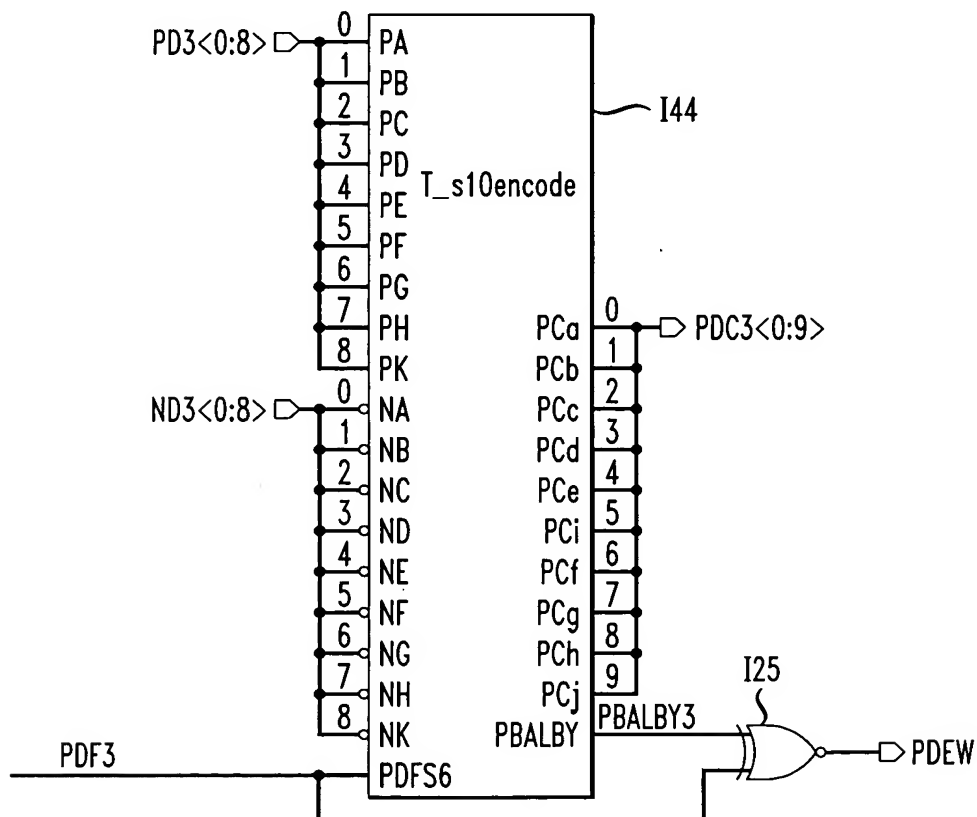 PD3<0:8>
0 PA
1 PB
2 PC
3 PD
4 PE
5 PF
6 PG
7 PH
8 PK
I44
T_s10encode
ND3<0:8>
0 NA
1 NB
2 NC
3 ND
4 NE
5 NF
6 NG
7 NH
8 NK
PDF3
PDFS6
PCa 0
PDC3<0:9>
PCb 1
PCc 2
PCd 3
PCe 4
PCi 5
PCf 6
PCg 7
PCh 8
PCj 9
PBALBY
PBALBY3
I25
PDEW